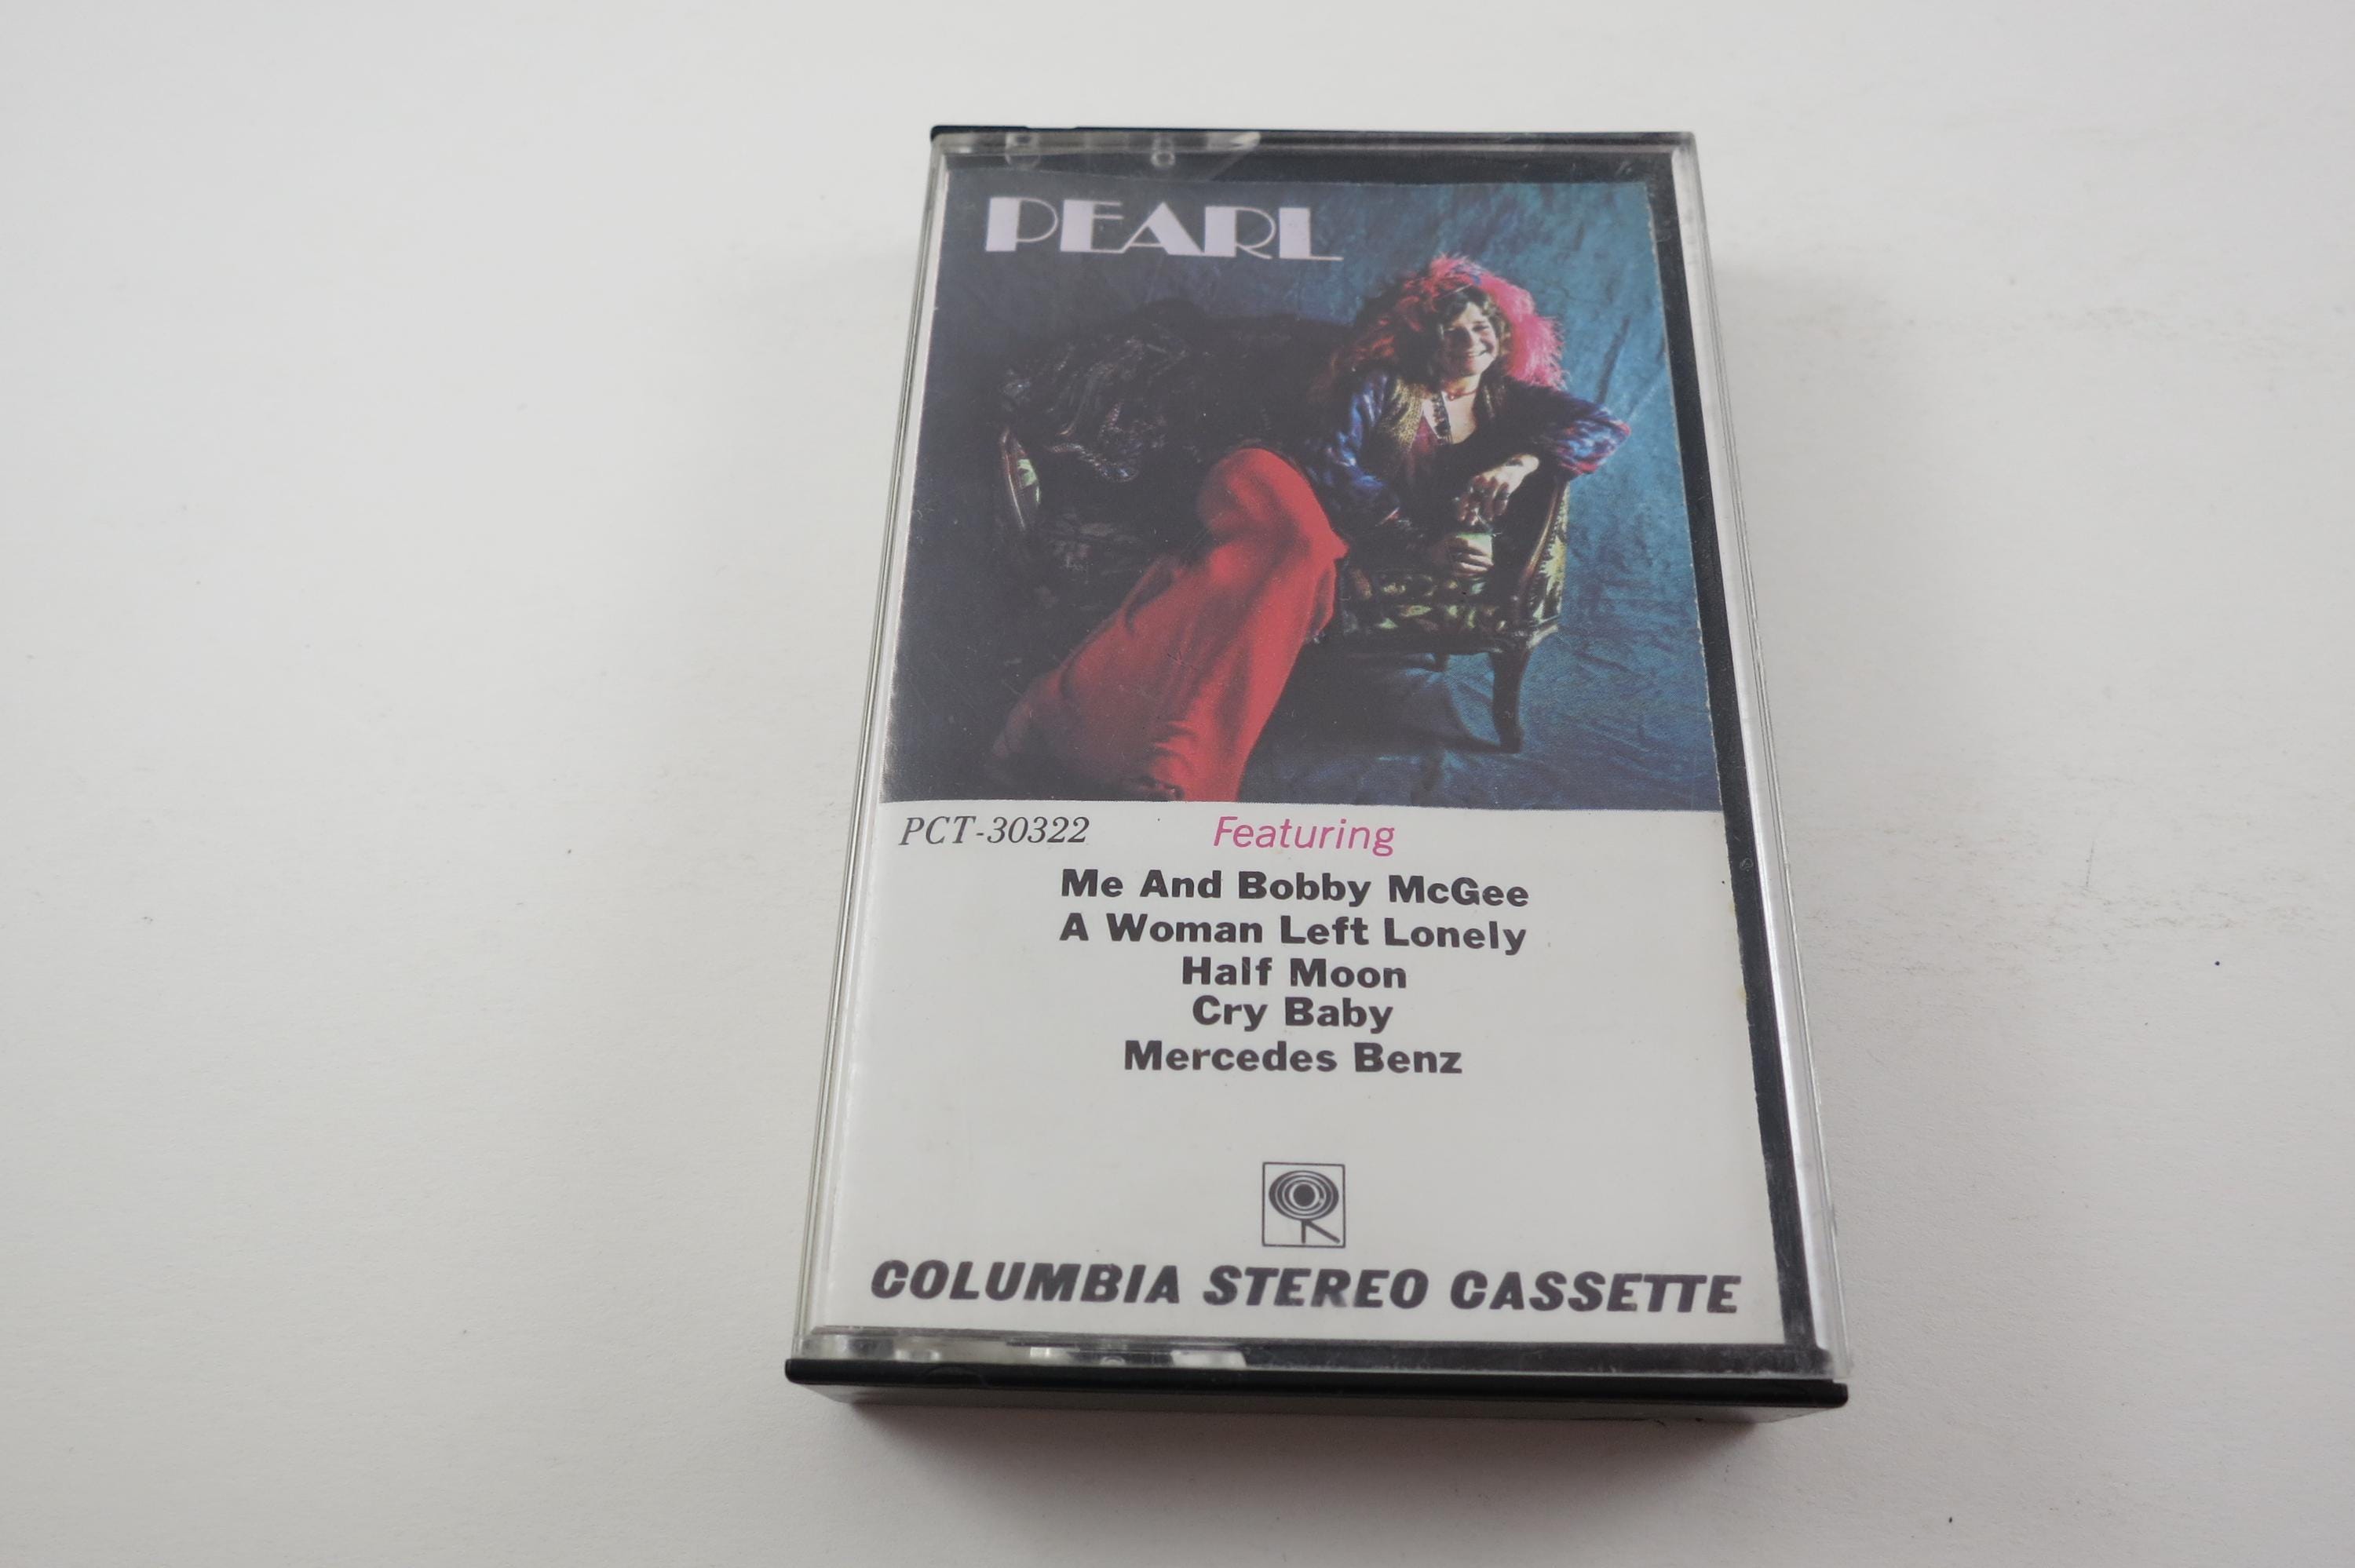 PEARL
PCT-30322 Featuring
Me And Bobby McGee
A Woman Left Lonely
Half Moon
Cry Baby
Mercedes Benz
COLUMBIA STEREO CASSETTE